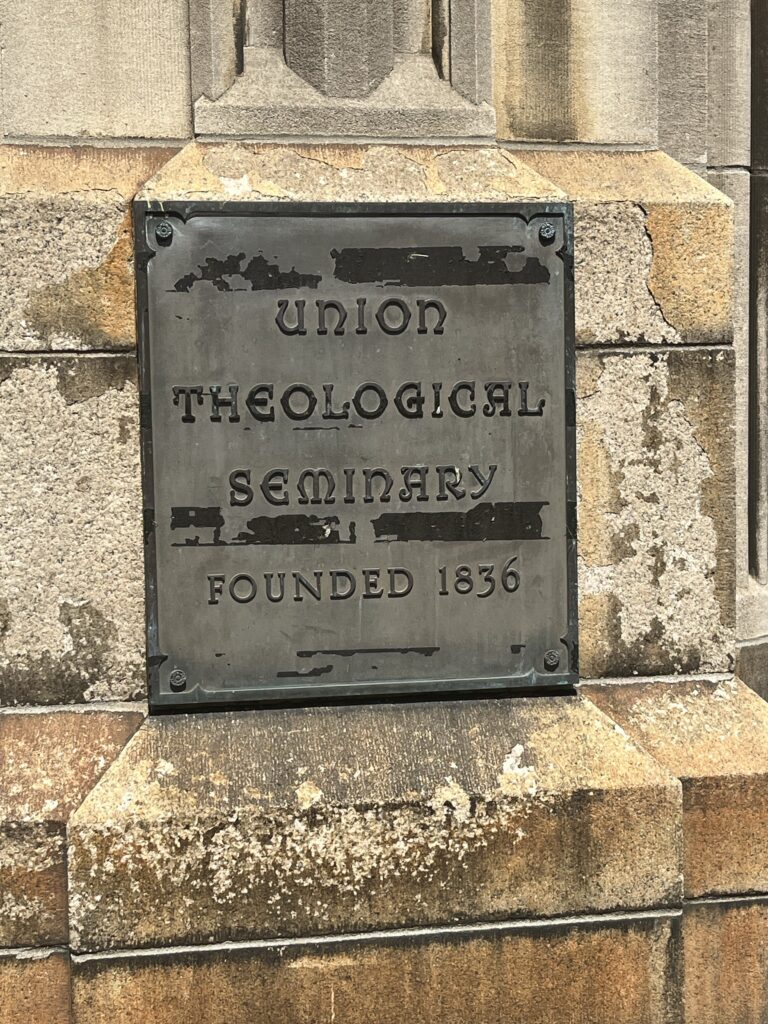 UNION
THEOLOGICAL
SEMINARY
FOUNDED 1836